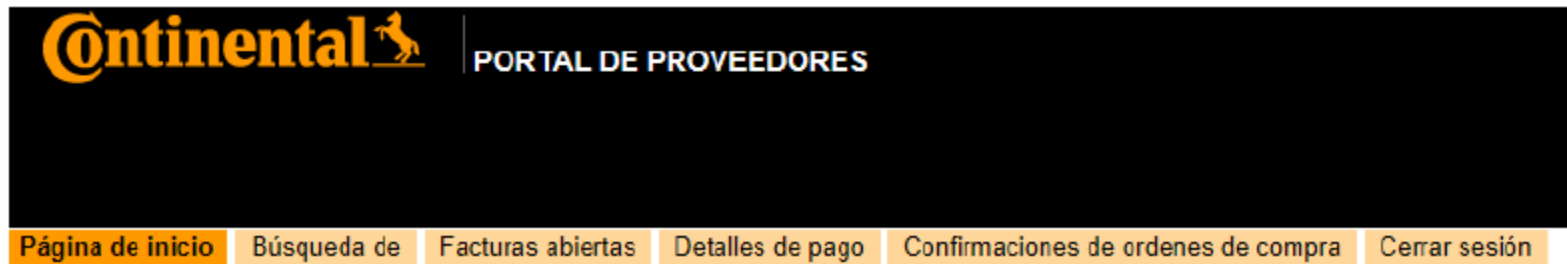 Continental
PORTAL DE PROVEEDORES
Página de inicio Búsqueda de Facturas abiertas Detalles de pago Confirmaciones de ordenes de compra Cerrar sesión